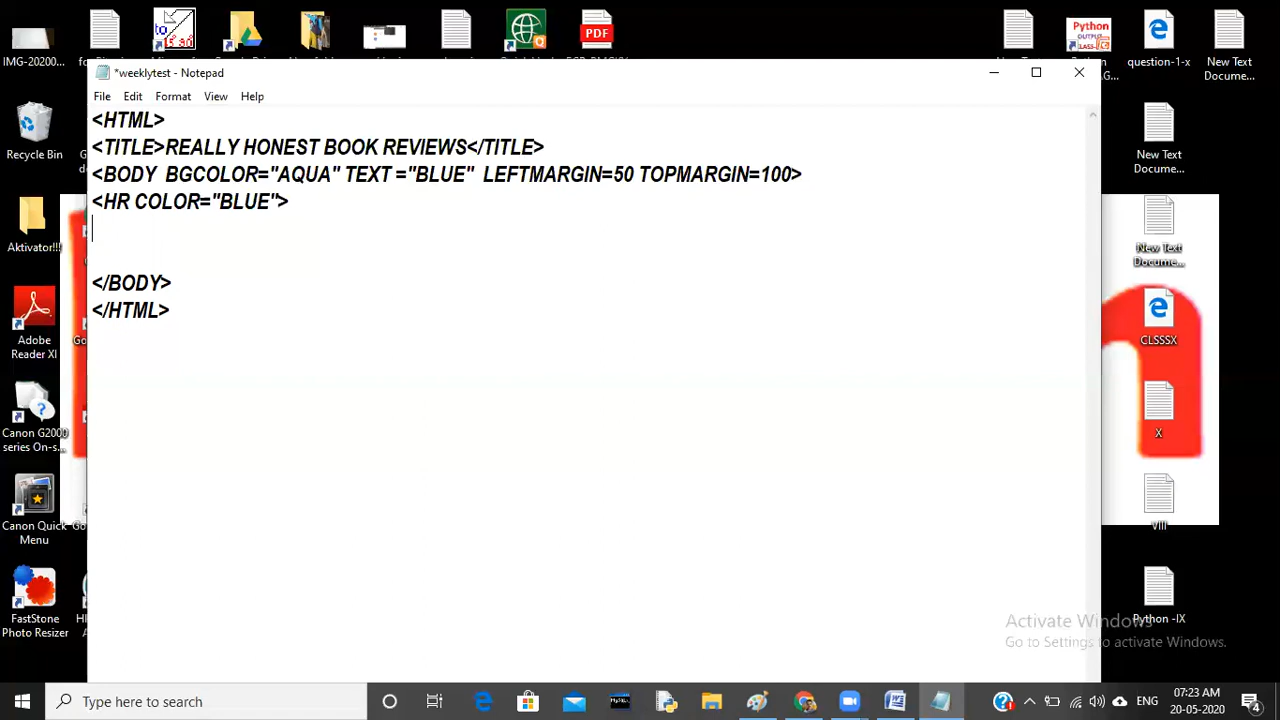 IMG-20200...
PDF
Python
question-1-x
New Text
Docume...
*weeklytest - Notepad
File Edit Format View Help
<HTML>
<TITLE>REALLY HONEST BOOK REVIEWS</TITLE>
<BODY  BGCOLOR="AQUA" TEXT ="BLUE"  LEFTMARGIN=50 TOPMARGIN=100>
<HR COLOR="BLUE">
</BODY>
</HTML>
Recycle Bin
Aktivator!!!
Adobe
Reader XI
Canon G2000
series On-s...
Canon Quick
Menu
FastStone
Photo Resizer
New Text
Docume...
New Text
Docume...
CLSSSX
X
VIII
Python -IX
Activate Windows
Go to Settings to activate Windows.
Type here to search
ENG
07:23 AM
20-05-2020
4